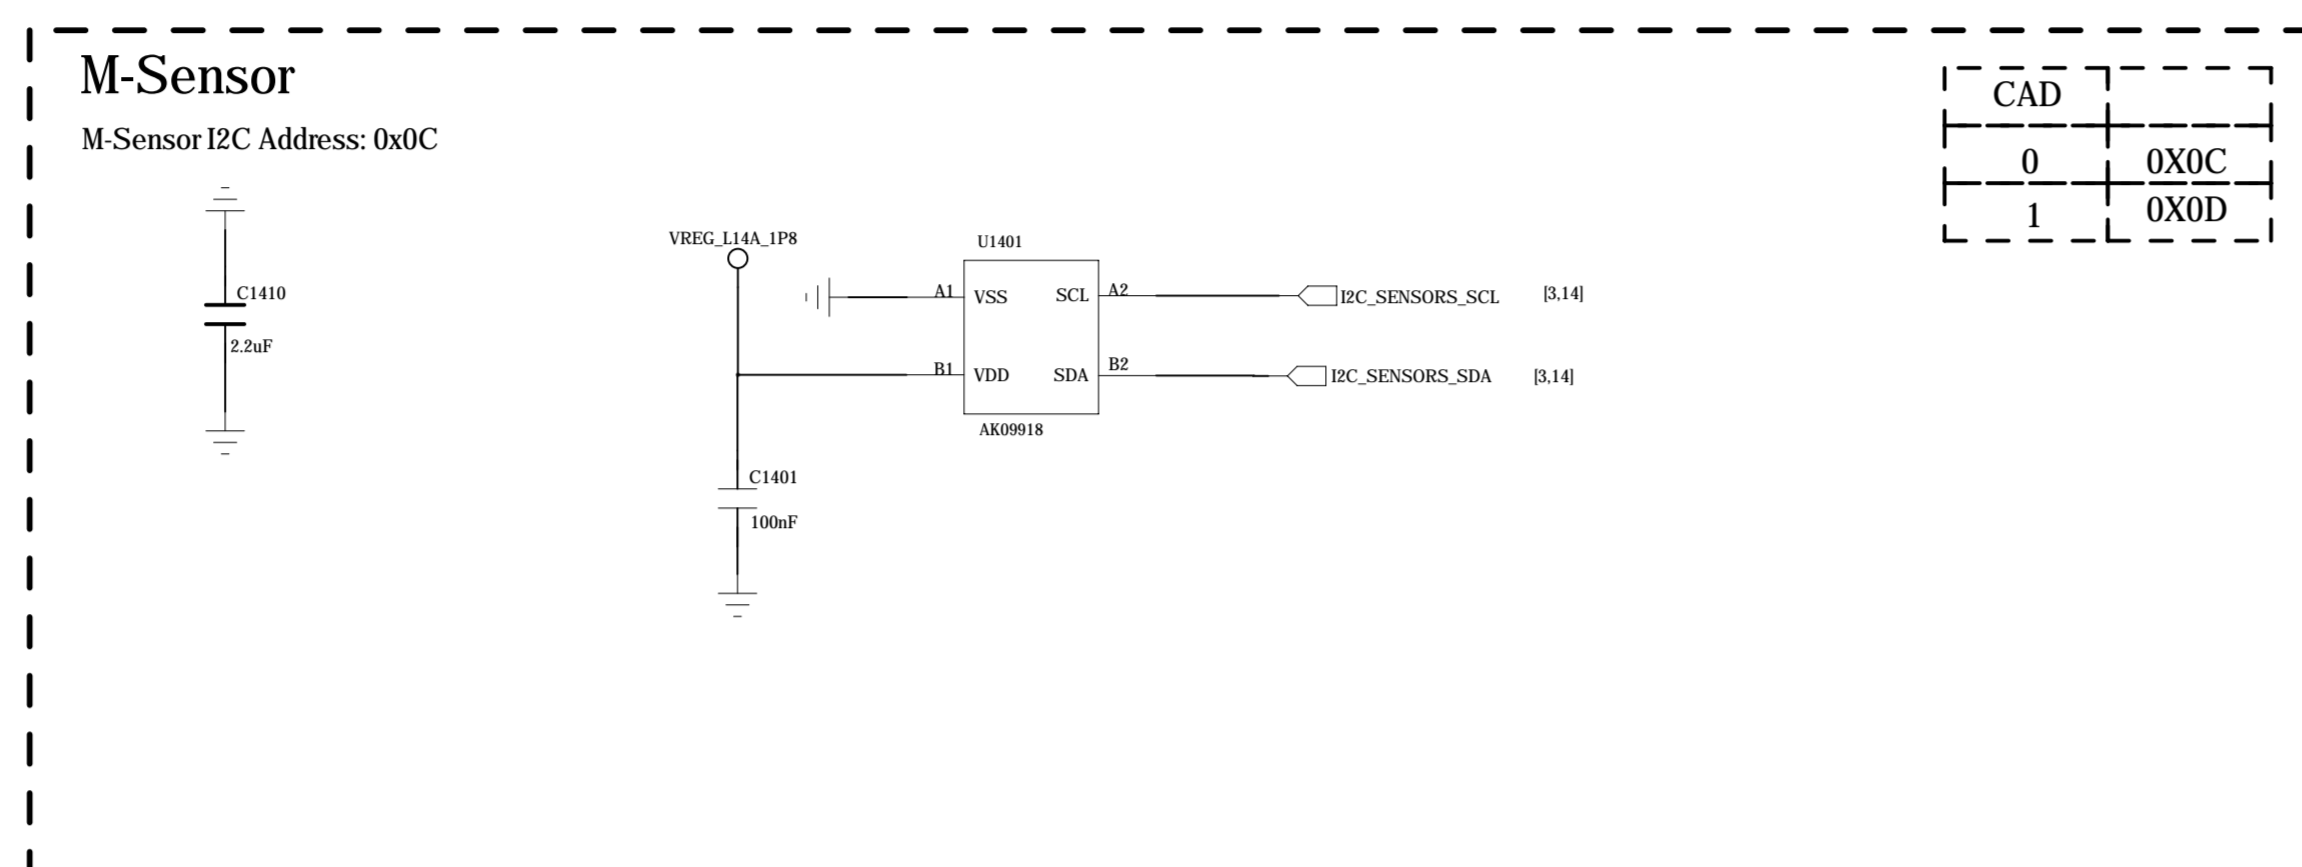 M-Sensor
M-Sensor I2C Address: 0x0C
CAD
0 0X0C
1 0X0D
C1410
2.2uF
VREG_L14A_1P8
U1401
A1 VSS SCL A2 I2C_SENSORS_SCL [3,14]
B1 VDD SDA B2 I2C_SENSORS_SDA [3,14]
AK09918
C1401
100nF